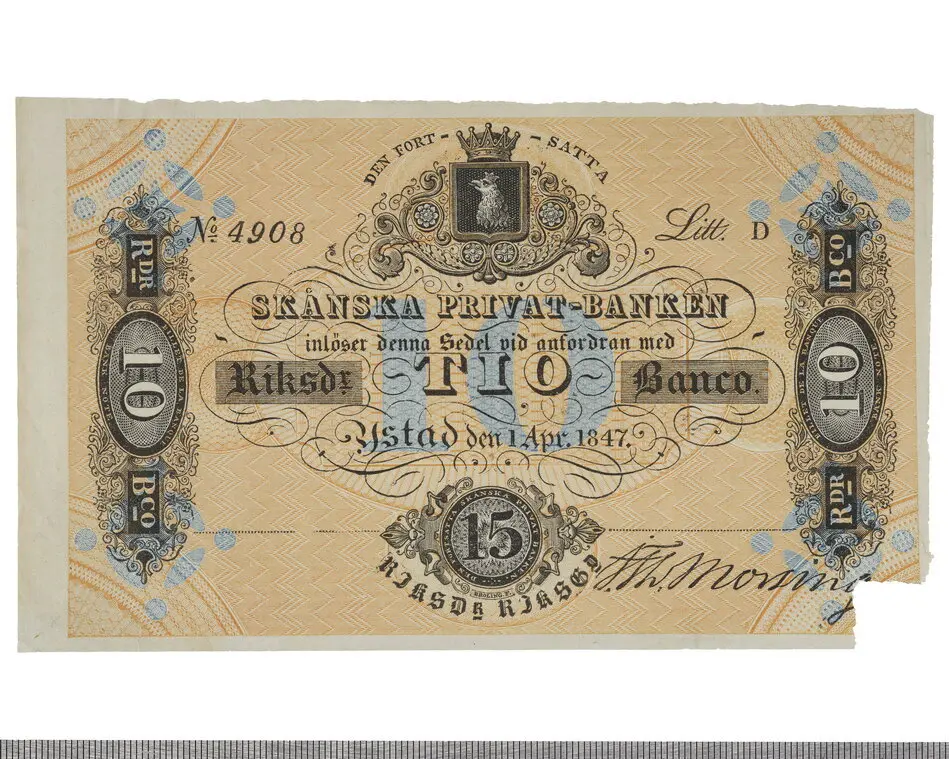 DEN FORT- -SATTA
No 4908
Litt. D
SKÅNSKA PRIVAT-BANKEN
inlöser denna Sedel vid anfordran med
Riksdr TIO Banco.
Ystad den 1 Apr. 1847.
10
RDR
10
BCO
BCO
10
RDR
15
RIKSDR RIKSGD